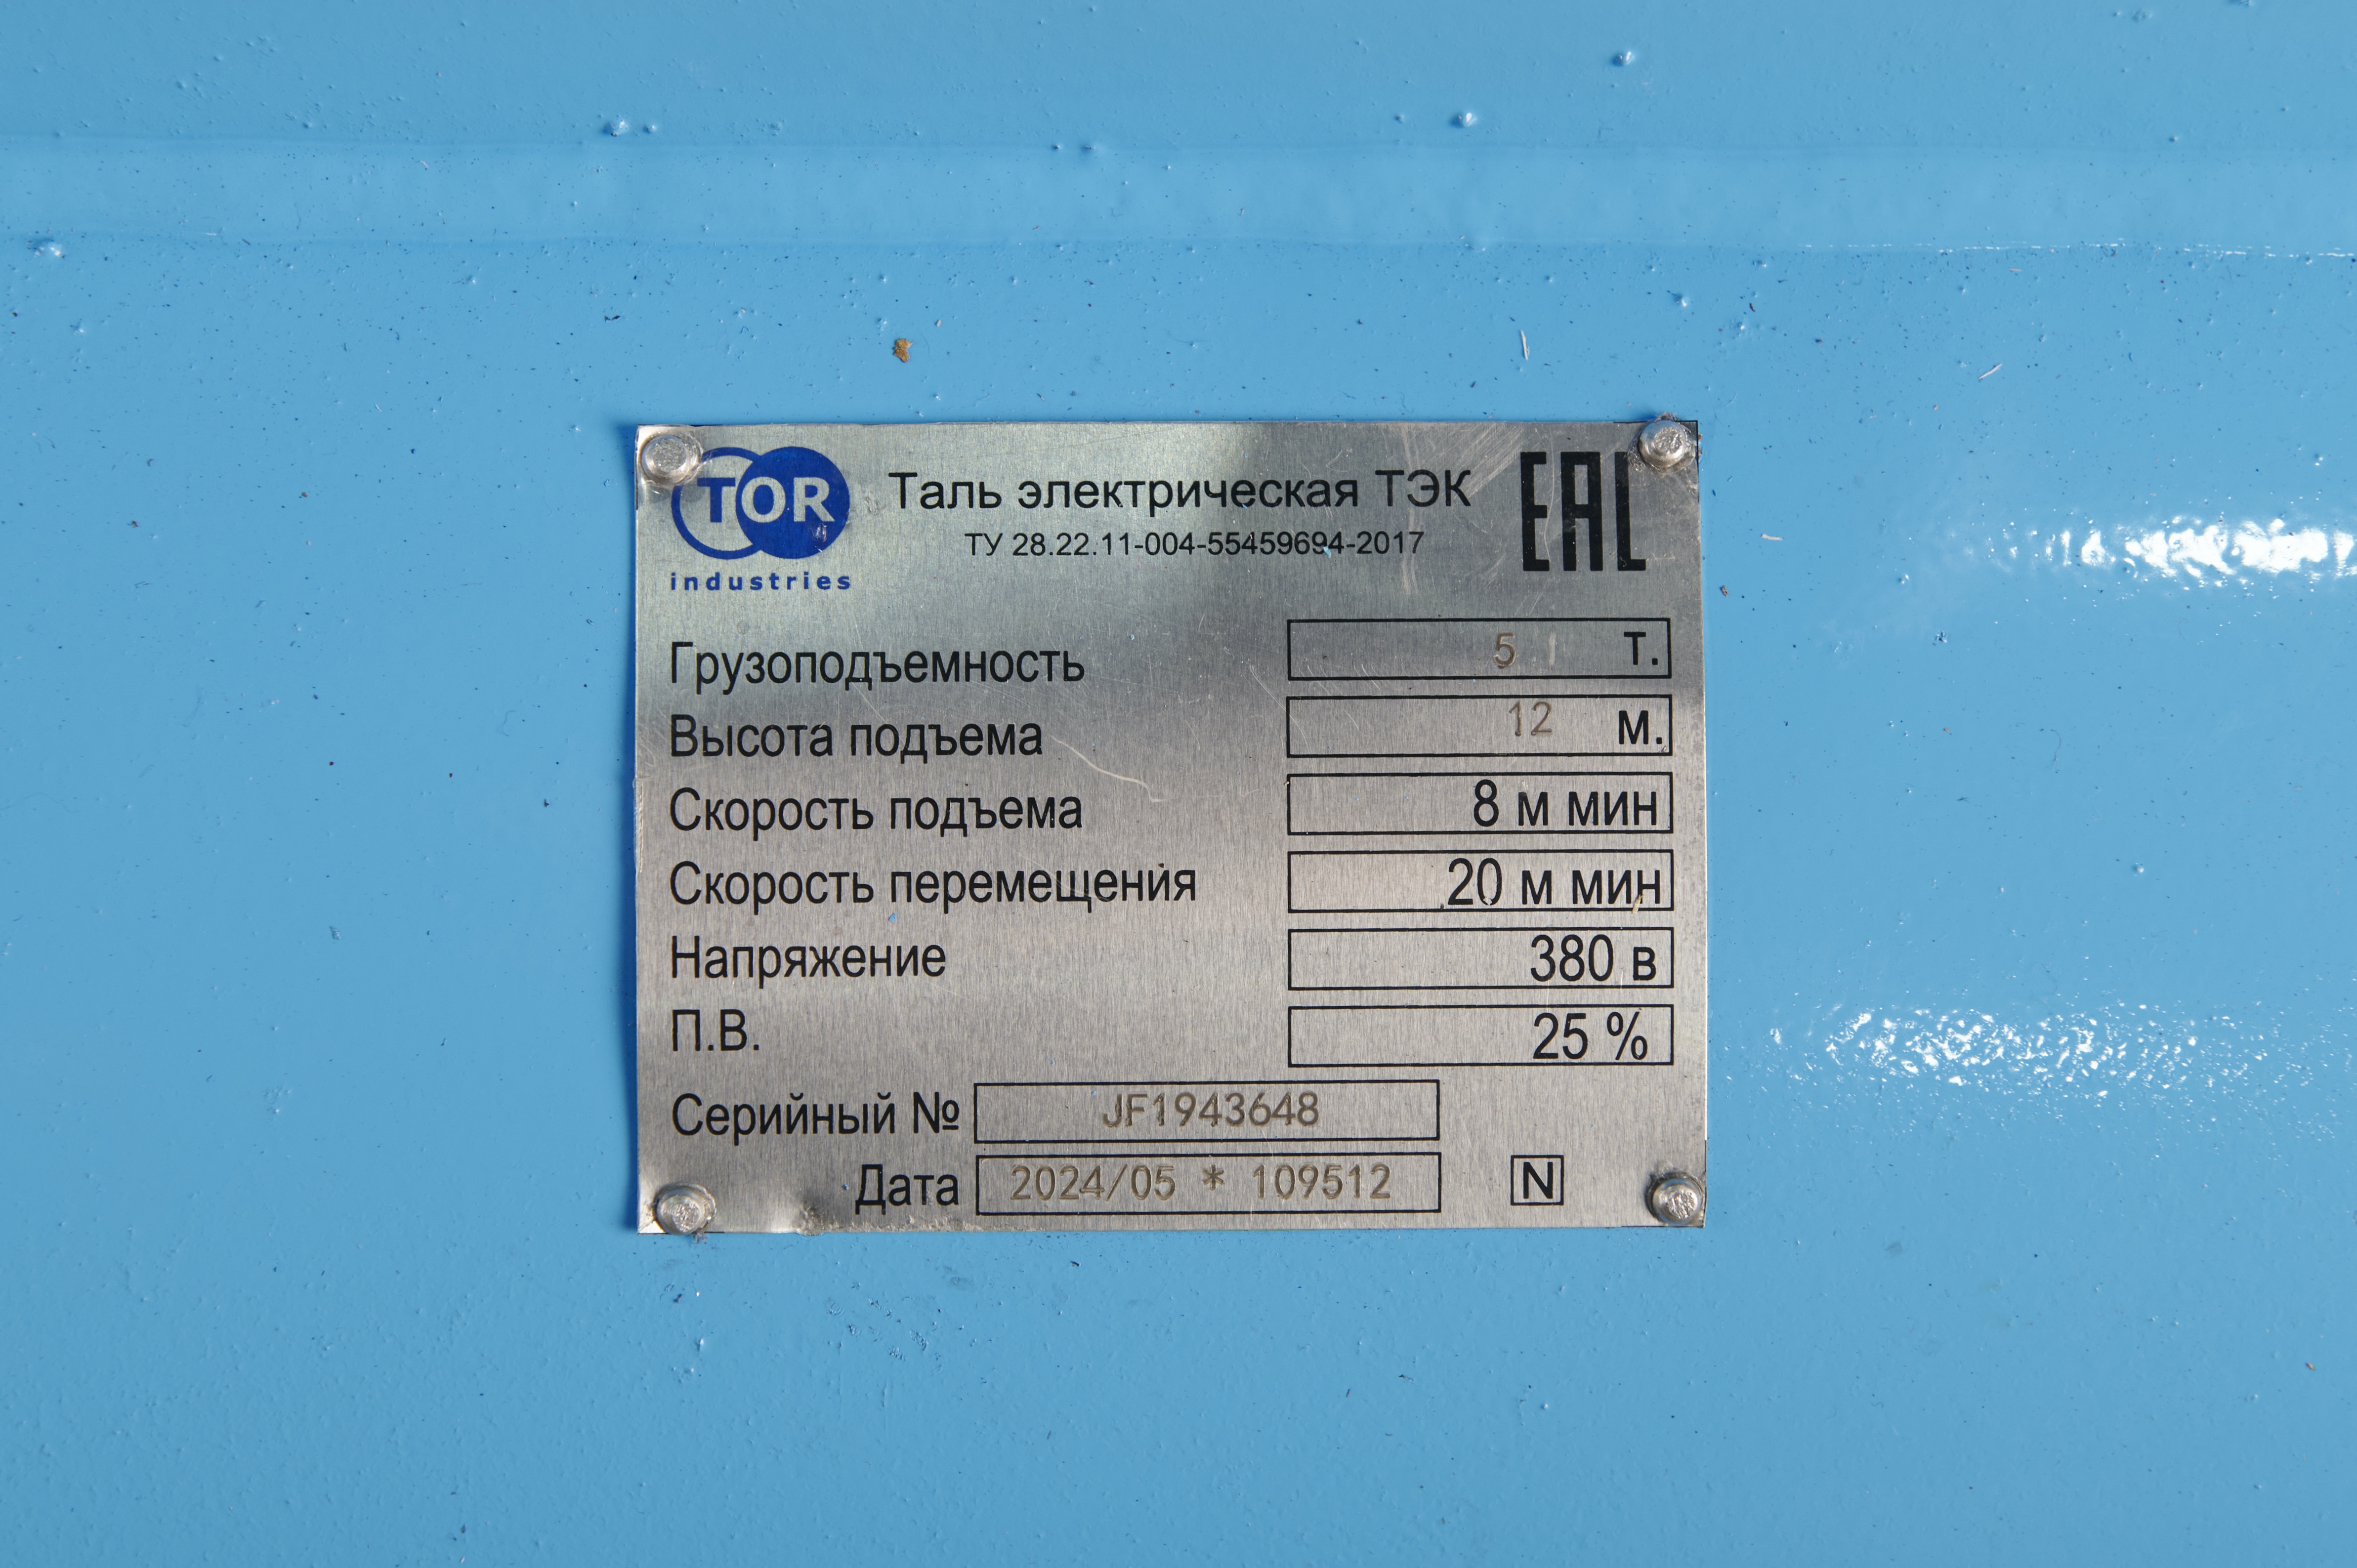 TOR
industries
Таль электрическая ТЭК
ТУ 28.22.11-004-55459694-2017
EAC
Грузоподъемность 5 т.
Высота подъема 12 м.
Скорость подъема 8 м мин
Скорость перемещения 20 м мин
Напряжение 380 в
П.В. 25 %
Серийный № JF1943648
Дата 2024/05 * 109512
N